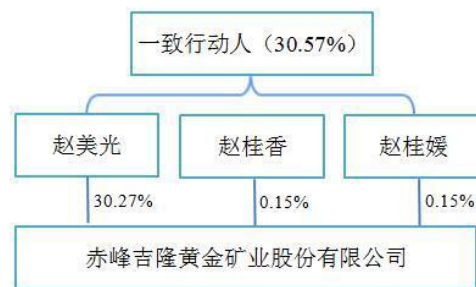 一致行动人（30.57%）
赵美光 赵桂香 赵桂媛
30.27% 0.15% 0.15%
赤峰吉隆黄金矿业股份有限公司